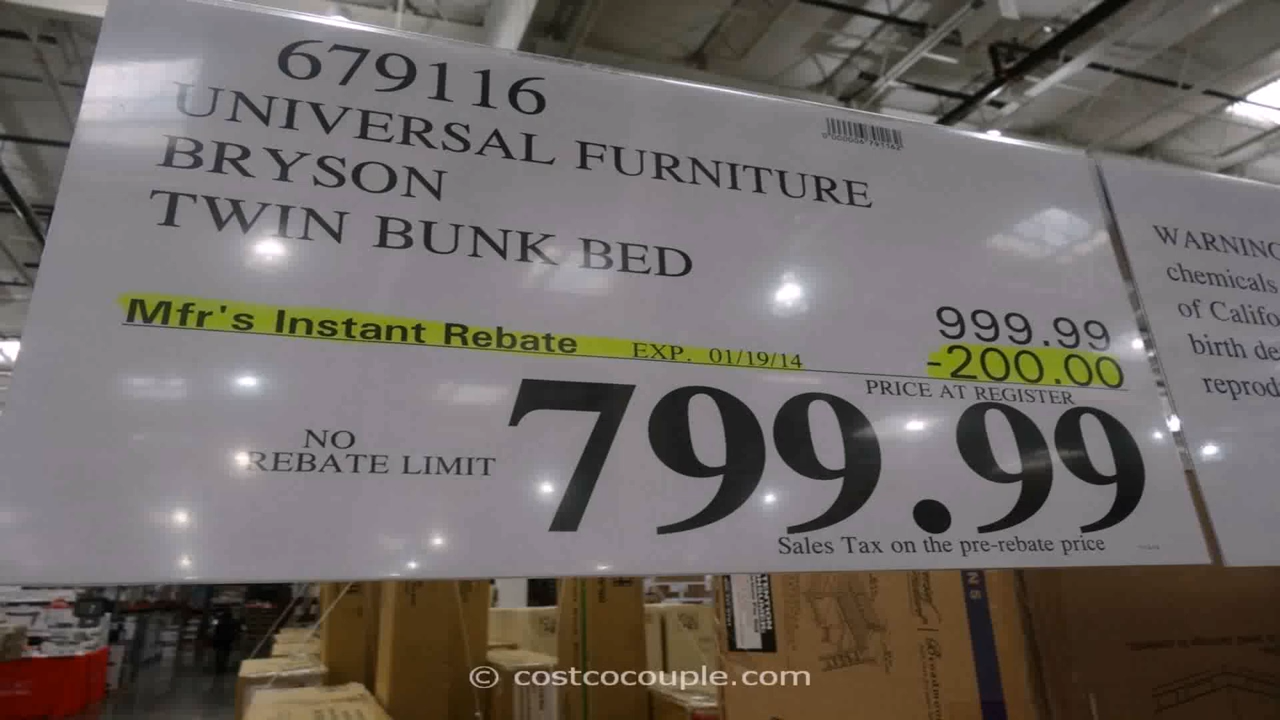 679116
UNIVERSAL FURNITURE
BRYSON
TWIN BUNK BED
Mfr's Instant Rebate EXP. 01/19/14
999.99
-200.00
PRICE AT REGISTER
799.99
NO
REBATE LIMIT
Sales Tax on the pre-rebate price
WARNING
chemicals
of Califo
birth de
reprod
© costcocouple.com